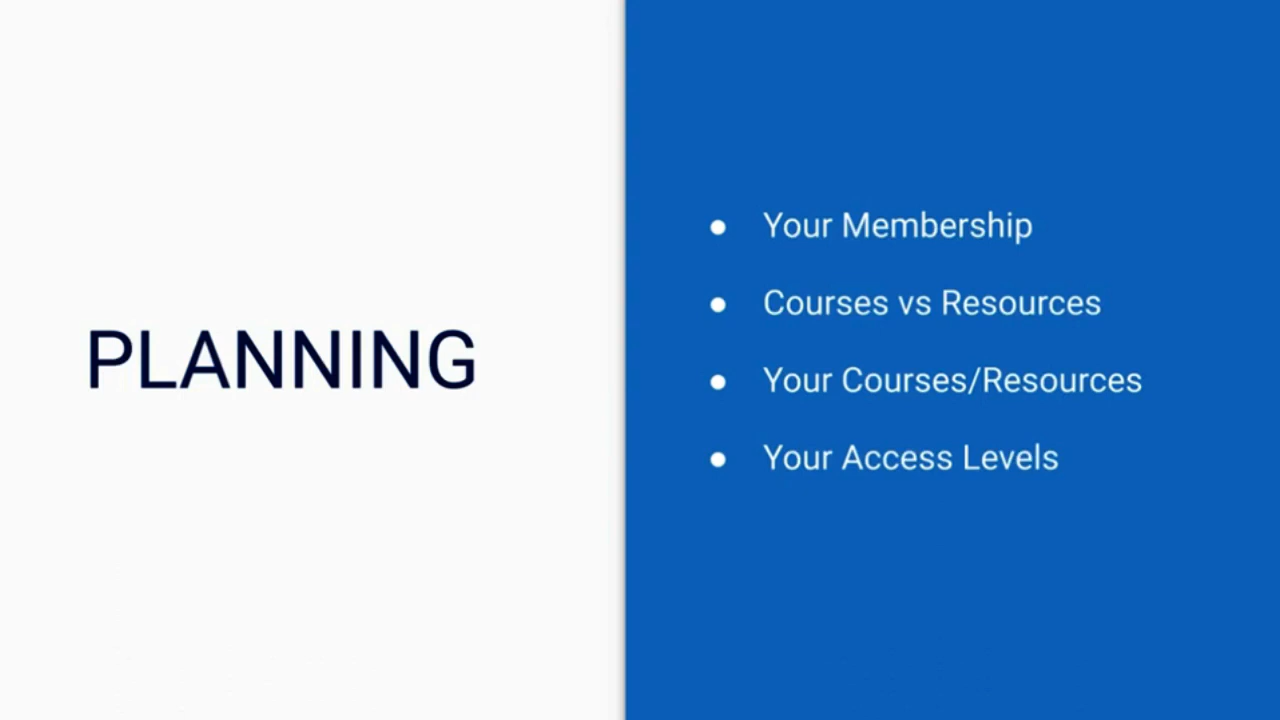 PLANNING
● Your Membership
● Courses vs Resources
● Your Courses/Resources
● Your Access Levels